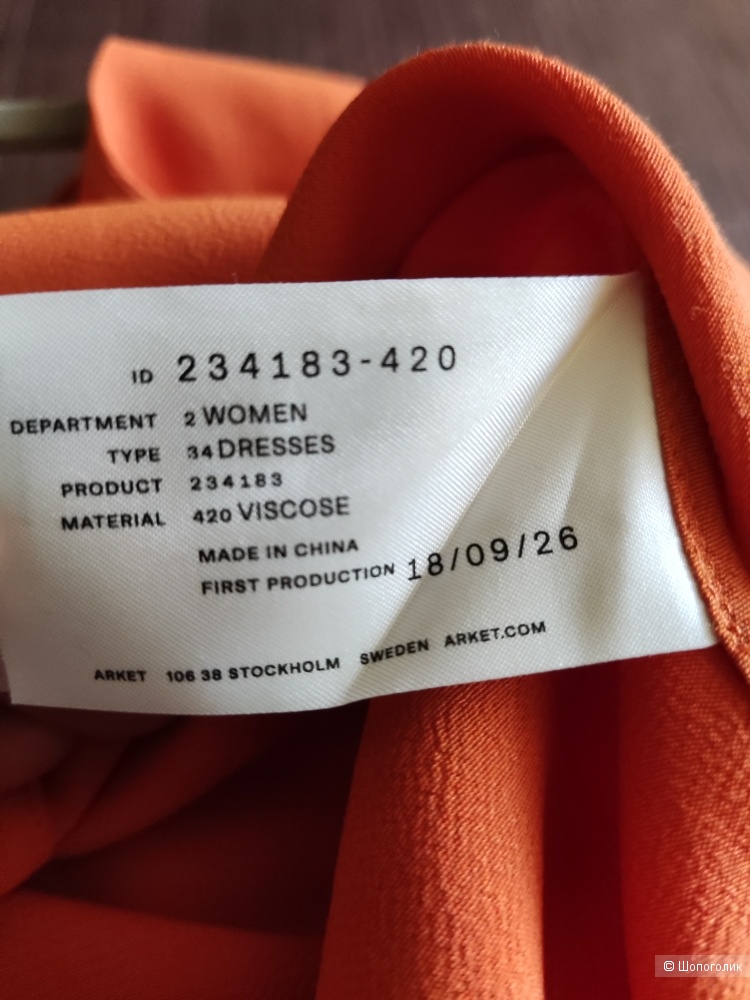 ID 234183-420
DEPARTMENT 2 WOMEN
TYPE 34 DRESSES
PRODUCT 234183
MATERIAL 420 VISCOSE
MADE IN CHINA
FIRST PRODUCTION 18/09/26
ARKET 106 38 STOCKHOLM SWEDEN ARKET.COM
© Шопоголик